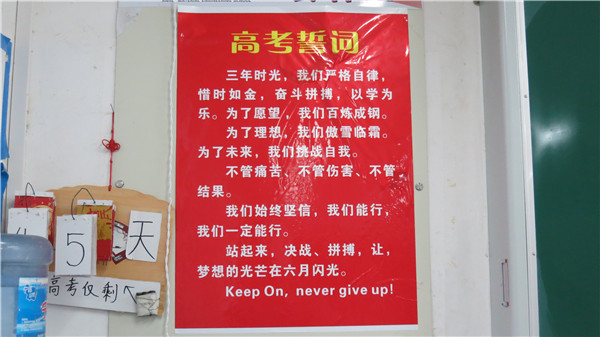 高考誓词
三年时光，我们严格自律，
惜时如金，奋斗拼搏，以学为
乐。为了愿望，我们百炼成钢。
为了理想，我们傲雪临霜。
为了未来，我们挑战自我。
不管痛苦、不管伤害、不管
结果。
我们始终坚信，我们能行，
我们一定能行。
站起来，决战、拼搏，让，
梦想的光芒在六月闪光。
Keep On, never give up!
5 天
高考仅剩